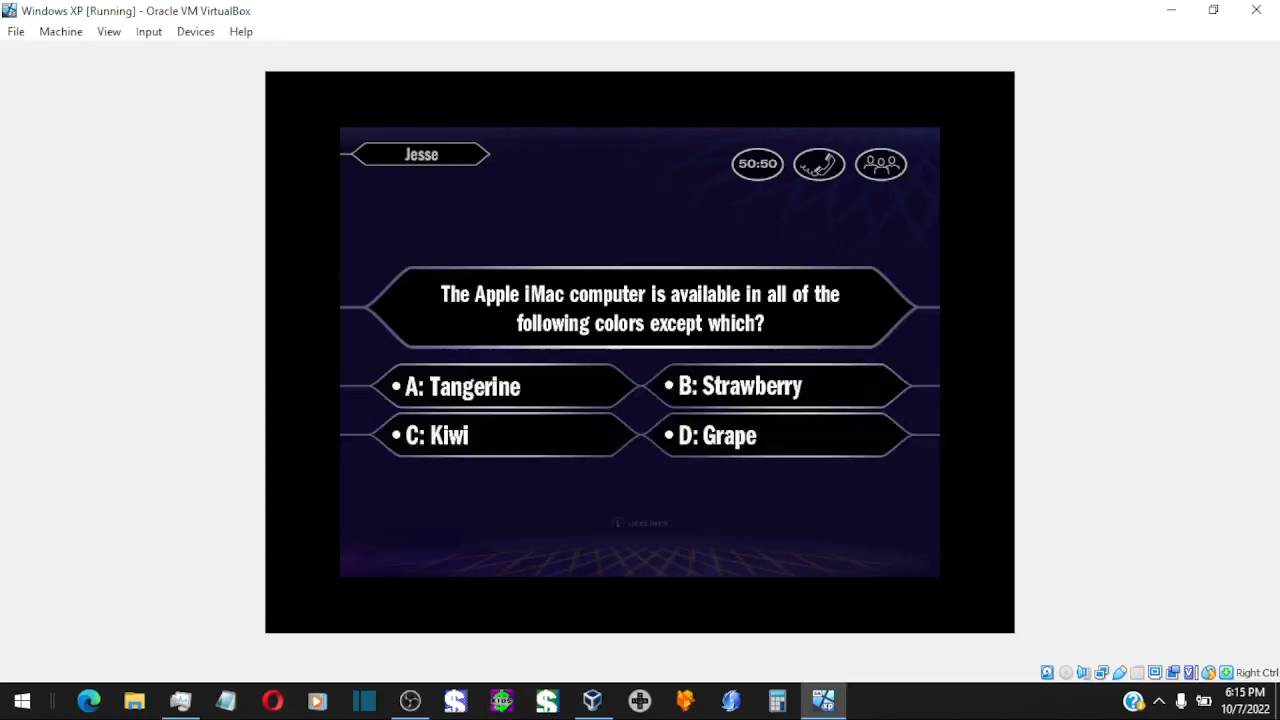 Windows XP [Running] - Oracle VM VirtualBox
File Machine View Input Devices Help
Jesse
50:50
The Apple iMac computer is available in all of the
following colors except which?
• A: Tangerine
• B: Strawberry
• C: Kiwi
• D: Grape
Right Ctrl
6:15 PM
10/7/2022